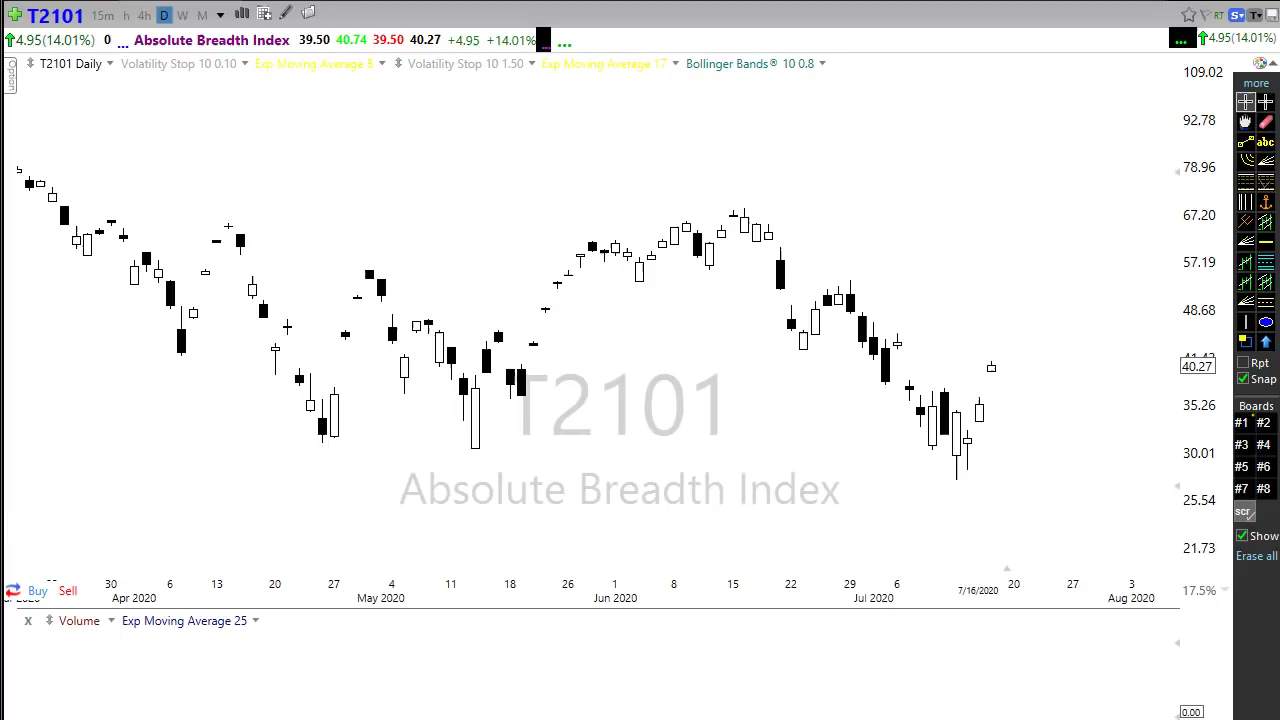 T2101 15m h 4h D W M
RT S T
4.95(14.01%) 0 ... Absolute Breadth Index 39.50 40.74 39.50 40.27 +4.95 +14.01% ... ... 4.95(14.01%)
Option
T2101 Daily Volatility Stop 10 0.10 Exp Moving Average 8 Volatility Stop 10 1.50 Exp Moving Average 17 Bollinger Bands® 10 0.8
109.02
more
92.78
abc
78.96
67.20
57.19
48.68
40.27
Rpt
Snap
T2101
35.26
Boards
#1 #2
#3 #4
30.01
#5 #6
Absolute Breadth Index
#7 #8
25.54
scr
Show
21.73
Erase all
30 6 13 20 27 4 11 18 26 1 8 15 22 29 6 20 27 3
Buy Sell
7/16/2020
17.5%
Apr 2020 May 2020 Jun 2020 Jul 2020 Aug 2020
x Volume Exp Moving Average 25
0.00